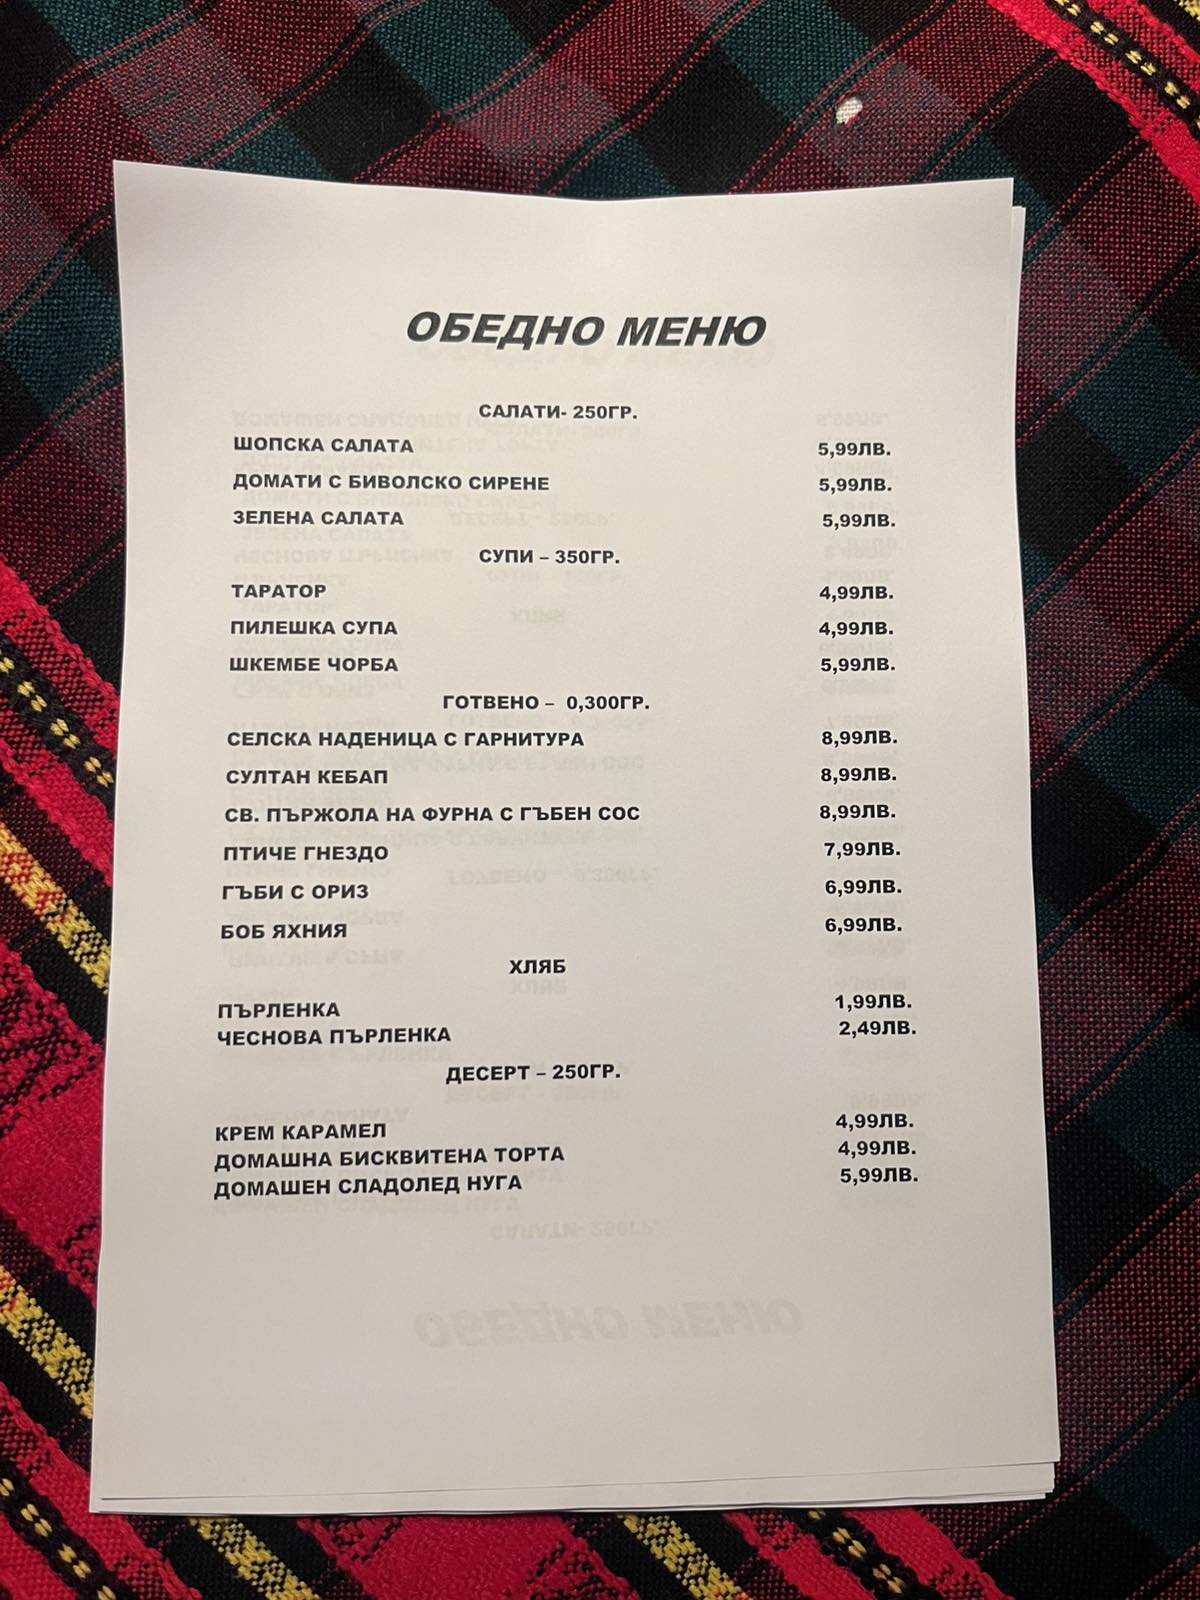 ОБЕДНО МЕНЮ
САЛАТИ- 250ГР.
ШОПСКА САЛАТА 5,99ЛВ.
ДОМАТИ С БИВОЛСКО СИРЕНЕ 5,99ЛВ.
ЗЕЛЕНА САЛАТА 5,99ЛВ.
СУПИ – 350ГР.
ТАРАТОР 4,99ЛВ.
ПИЛЕШКА СУПА 4,99ЛВ.
ШКЕМБЕ ЧОРБА 5,99ЛВ.
ГОТВЕНО – 0,300ГР.
СЕЛСКА НАДЕНИЦА С ГАРНИТУРА 8,99ЛВ.
СУЛТАН КЕБАП 8,99ЛВ.
СВ. ПЪРЖОЛА НА ФУРНА С ГЪБЕН СОС 8,99ЛВ.
ПТИЧЕ ГНЕЗДО 7,99ЛВ.
ГЪБИ С ОРИЗ 6,99ЛВ.
БОБ ЯХНИЯ 6,99ЛВ.
ХЛЯБ
ПЪРЛЕНКА 1,99ЛВ.
ЧЕСНОВА ПЪРЛЕНКА 2,49ЛВ.
ДЕСЕРТ – 250ГР.
КРЕМ КАРАМЕЛ 4,99ЛВ.
ДОМАШНА БИСКВИТЕНА ТОРТА 4,99ЛВ.
ДОМАШЕН СЛАДОЛЕД НУГА 5,99ЛВ.